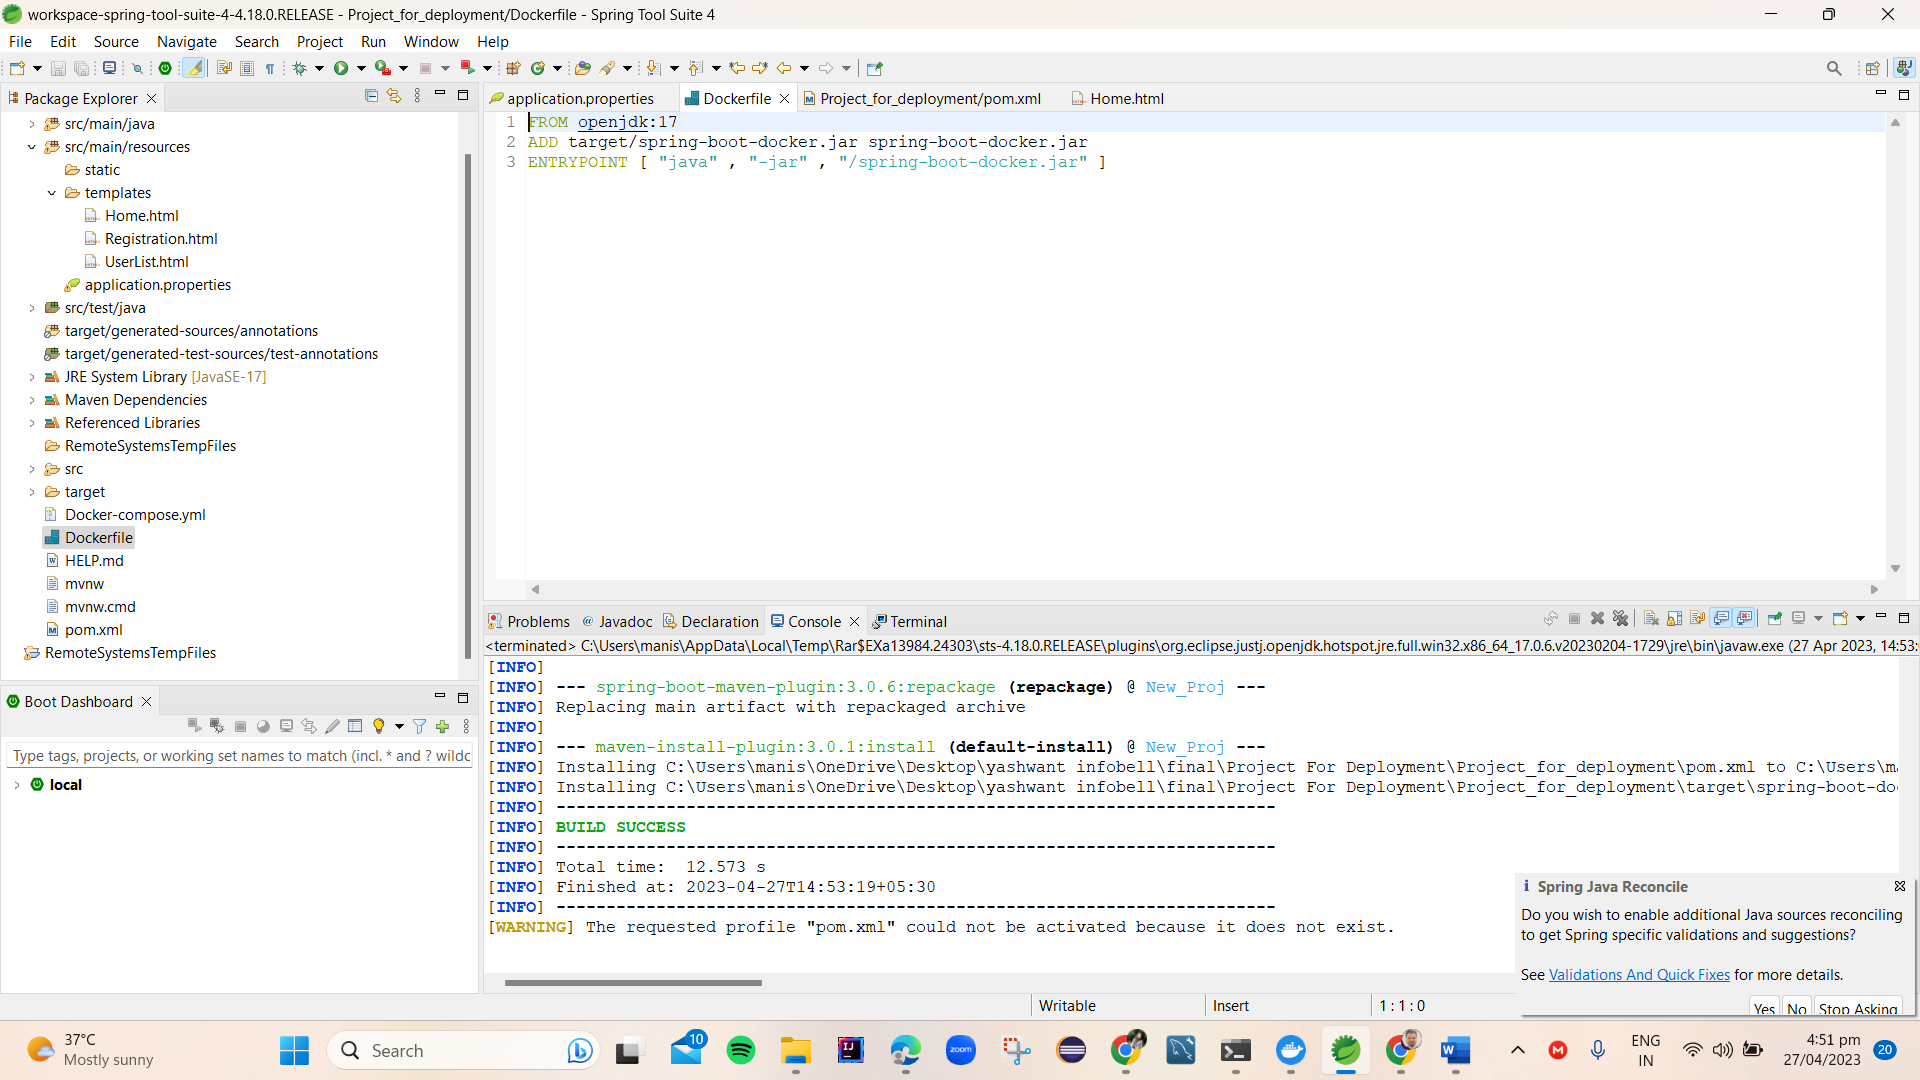 workspace-spring-tool-suite-4-4.18.0.RELEASE - Project_for_deployment/Dockerfile - Spring Tool Suite 4
File Edit Source Navigate Search Project Run Window Help
Package Explorer
src/main/java
src/main/resources
static
templates
Home.html
Registration.html
UserList.html
application.properties
src/test/java
target/generated-sources/annotations
target/generated-test-sources/test-annotations
JRE System Library [JavaSE-17]
Maven Dependencies
Referenced Libraries
RemoteSystemsTempFiles
src
target
Docker-compose.yml
Dockerfile
HELP.md
mvnw
mvnw.cmd
pom.xml
RemoteSystemsTempFiles
Boot Dashboard
Type tags, projects, or working set names to match (incl. * and ? wildc
local
application.properties Dockerfile Project_for_deployment/pom.xml Home.html
1 FROM openjdk:17
2 ADD target/spring-boot-docker.jar spring-boot-docker.jar
3 ENTRYPOINT [ "java" , "-jar" , "/spring-boot-docker.jar" ]
Problems @ Javadoc Declaration Console Terminal
<terminated> C:\Users\manis\AppData\Local\Temp\Rar$EXa13984.24303\sts-4.18.0.RELEASE\plugins\org.eclipse.justj.openjdk.hotspot.jre.full.win32.x86_64_17.0.6.v20230204-1729\jre\bin\javaw.exe (27 Apr 2023, 14:53:
[INFO]
[INFO] --- spring-boot-maven-plugin:3.0.6:repackage (repackage) @ New_Proj ---
[INFO] Replacing main artifact with repackaged archive
[INFO]
[INFO] --- maven-install-plugin:3.0.1:install (default-install) @ New_Proj ---
[INFO] Installing C:\Users\manis\OneDrive\Desktop\yashwant infobell\final\Project For Deployment\Project_for_deployment\pom.xml to C:\Users\ma
[INFO] Installing C:\Users\manis\OneDrive\Desktop\yashwant infobell\final\Project For Deployment\Project_for_deployment\target\spring-boot-do
[INFO] ------------------------------------------------------------------------
[INFO] BUILD SUCCESS
[INFO] ------------------------------------------------------------------------
[INFO] Total time:  12.573 s
[INFO] Finished at: 2023-04-27T14:53:19+05:30
[INFO] ------------------------------------------------------------------------
[WARNING] The requested profile "pom.xml" could not be activated because it does not exist.
Spring Java Reconcile
Do you wish to enable additional Java sources reconciling
to get Spring specific validations and suggestions?
See Validations And Quick Fixes for more details.
Yes No Stop Asking
Writable Insert 1 : 1 : 0
37°C
Mostly sunny
Search
10
zoom
ENG
IN
4:51 pm
27/04/2023
20